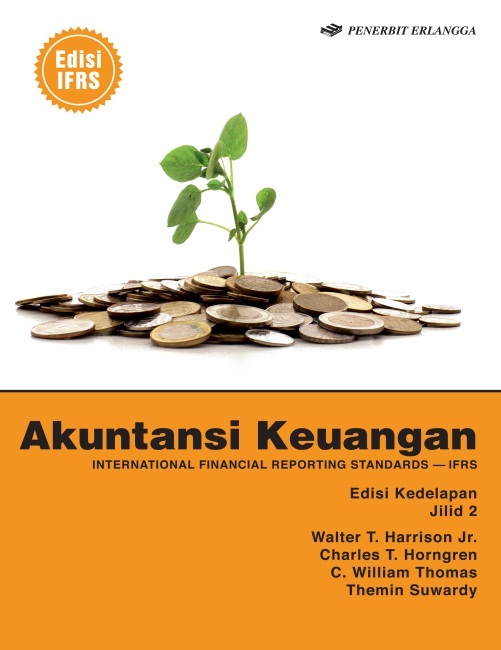 Edisi
IFRS
PENERBIT ERLANGGA
Akuntansi Keuangan
INTERNATIONAL FINANCIAL REPORTING STANDARDS — IFRS
Edisi Kedelapan
Jilid 2
Walter T. Harrison Jr.
Charles T. Horngren
C. William Thomas
Themin Suwardy